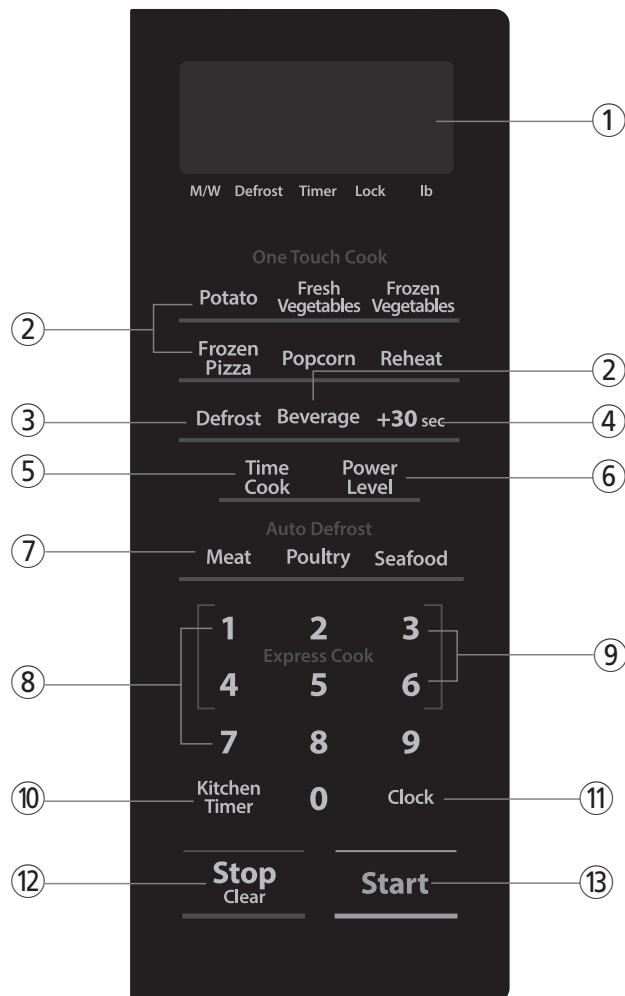 ①
M/W Defrost Timer Lock lb
One Touch Cook
Potato Fresh Vegetables Frozen Vegetables
②
Frozen Pizza Popcorn Reheat
②
③ Defrost Beverage +30 sec ④
⑤ Time Cook Power Level ⑥
Auto Defrost
⑦ Meat Poultry Seafood
1 2 3
Express Cook ⑨
⑧ 4 5 6
7 8 9
⑩ Kitchen Timer 0 Clock ⑪
⑫ Stop Clear Start ⑬